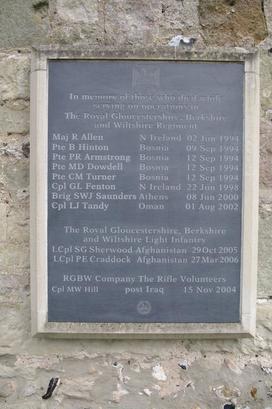 In memory of those who died while
serving on operations in
The Royal Gloucestershire, Berkshire
and Wiltshire Regiment
Maj R Allen N Ireland 02 Jun 1994
Pte B Hinton Bosnia 09 Sep 1994
Pte PR Armstrong Bosnia 12 Sep 1994
Pte MD Dowdell Bosnia 12 Sep 1994
Pte CM Turner Bosnia 12 Sep 1994
Cpl GL Fenton N Ireland 22 Jun 1998
Brig SWJ Saunders Athens 08 Jun 2000
Cpl LJ Tandy Oman 01 Aug 2002
The Royal Gloucestershire, Berkshire
and Wiltshire Light Infantry
LCpl SG Sherwood Afghanistan 29 Oct 2005
LCpl PE Craddock Afghanistan 27 Mar 2006
RGBW Company The Rifle Volunteers
Cpl MW Hill post Iraq 15 Nov 2004